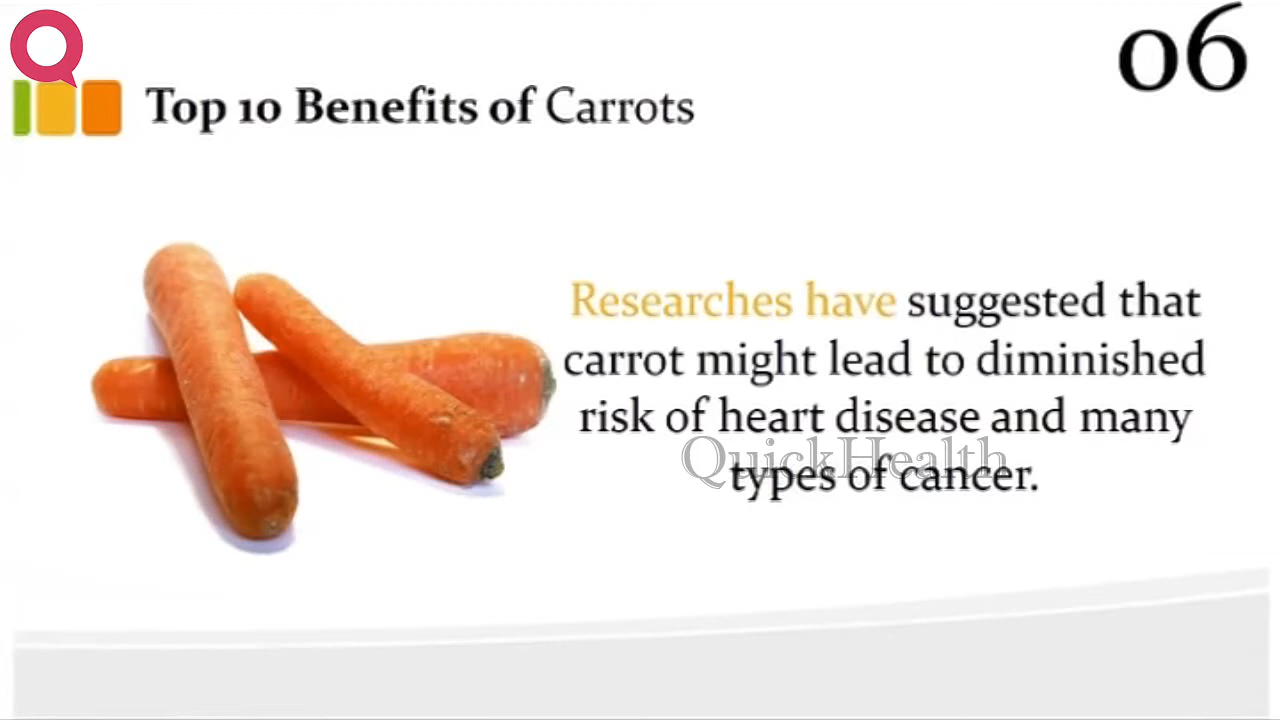 06
Top 10 Benefits of Carrots
Researches have suggested that
carrot might lead to diminished
risk of heart disease and many
types of cancer.
QuickHealth